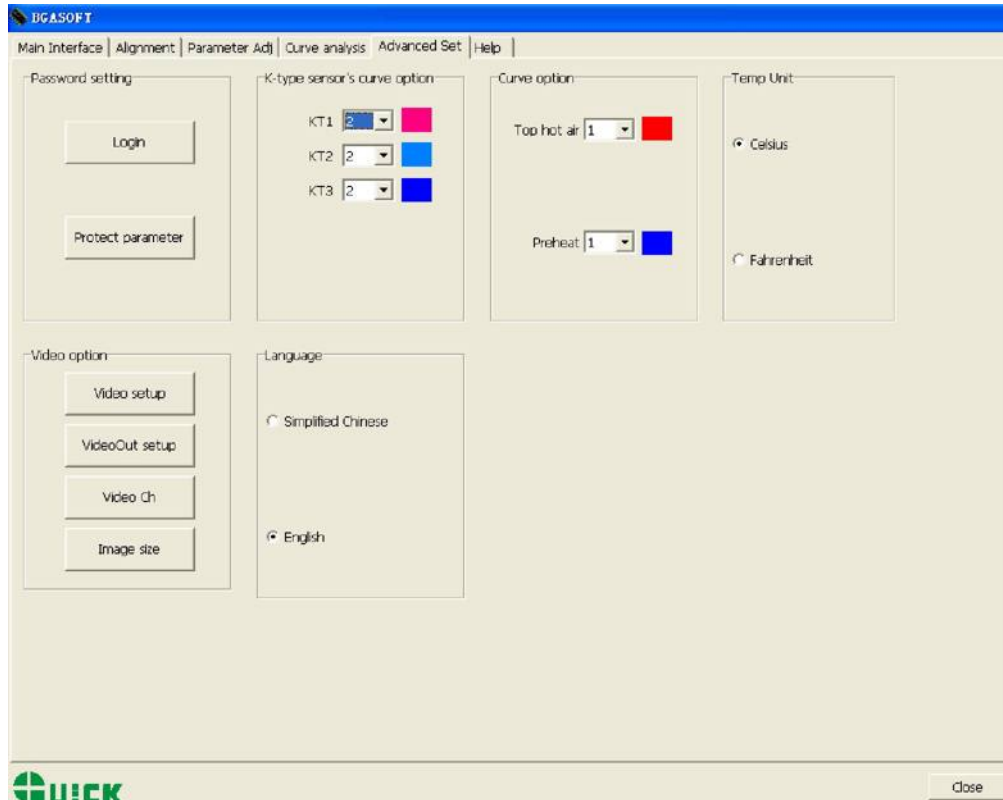 BGASOFT
Main Interface Alignment Parameter Adj Curve analysis Advanced Set Help
Password setting
Login
Protect parameter
K-type sensor's curve option
KT1 2
KT2 2
KT3 2
Curve option
Top hot air 1
Preheat 1
Temp Unit
Celsius
Fahrenheit
Video option
Video setup
VideoOut setup
Video Ch
Image size
Language
Simplified Chinese
English
QUICK
Close